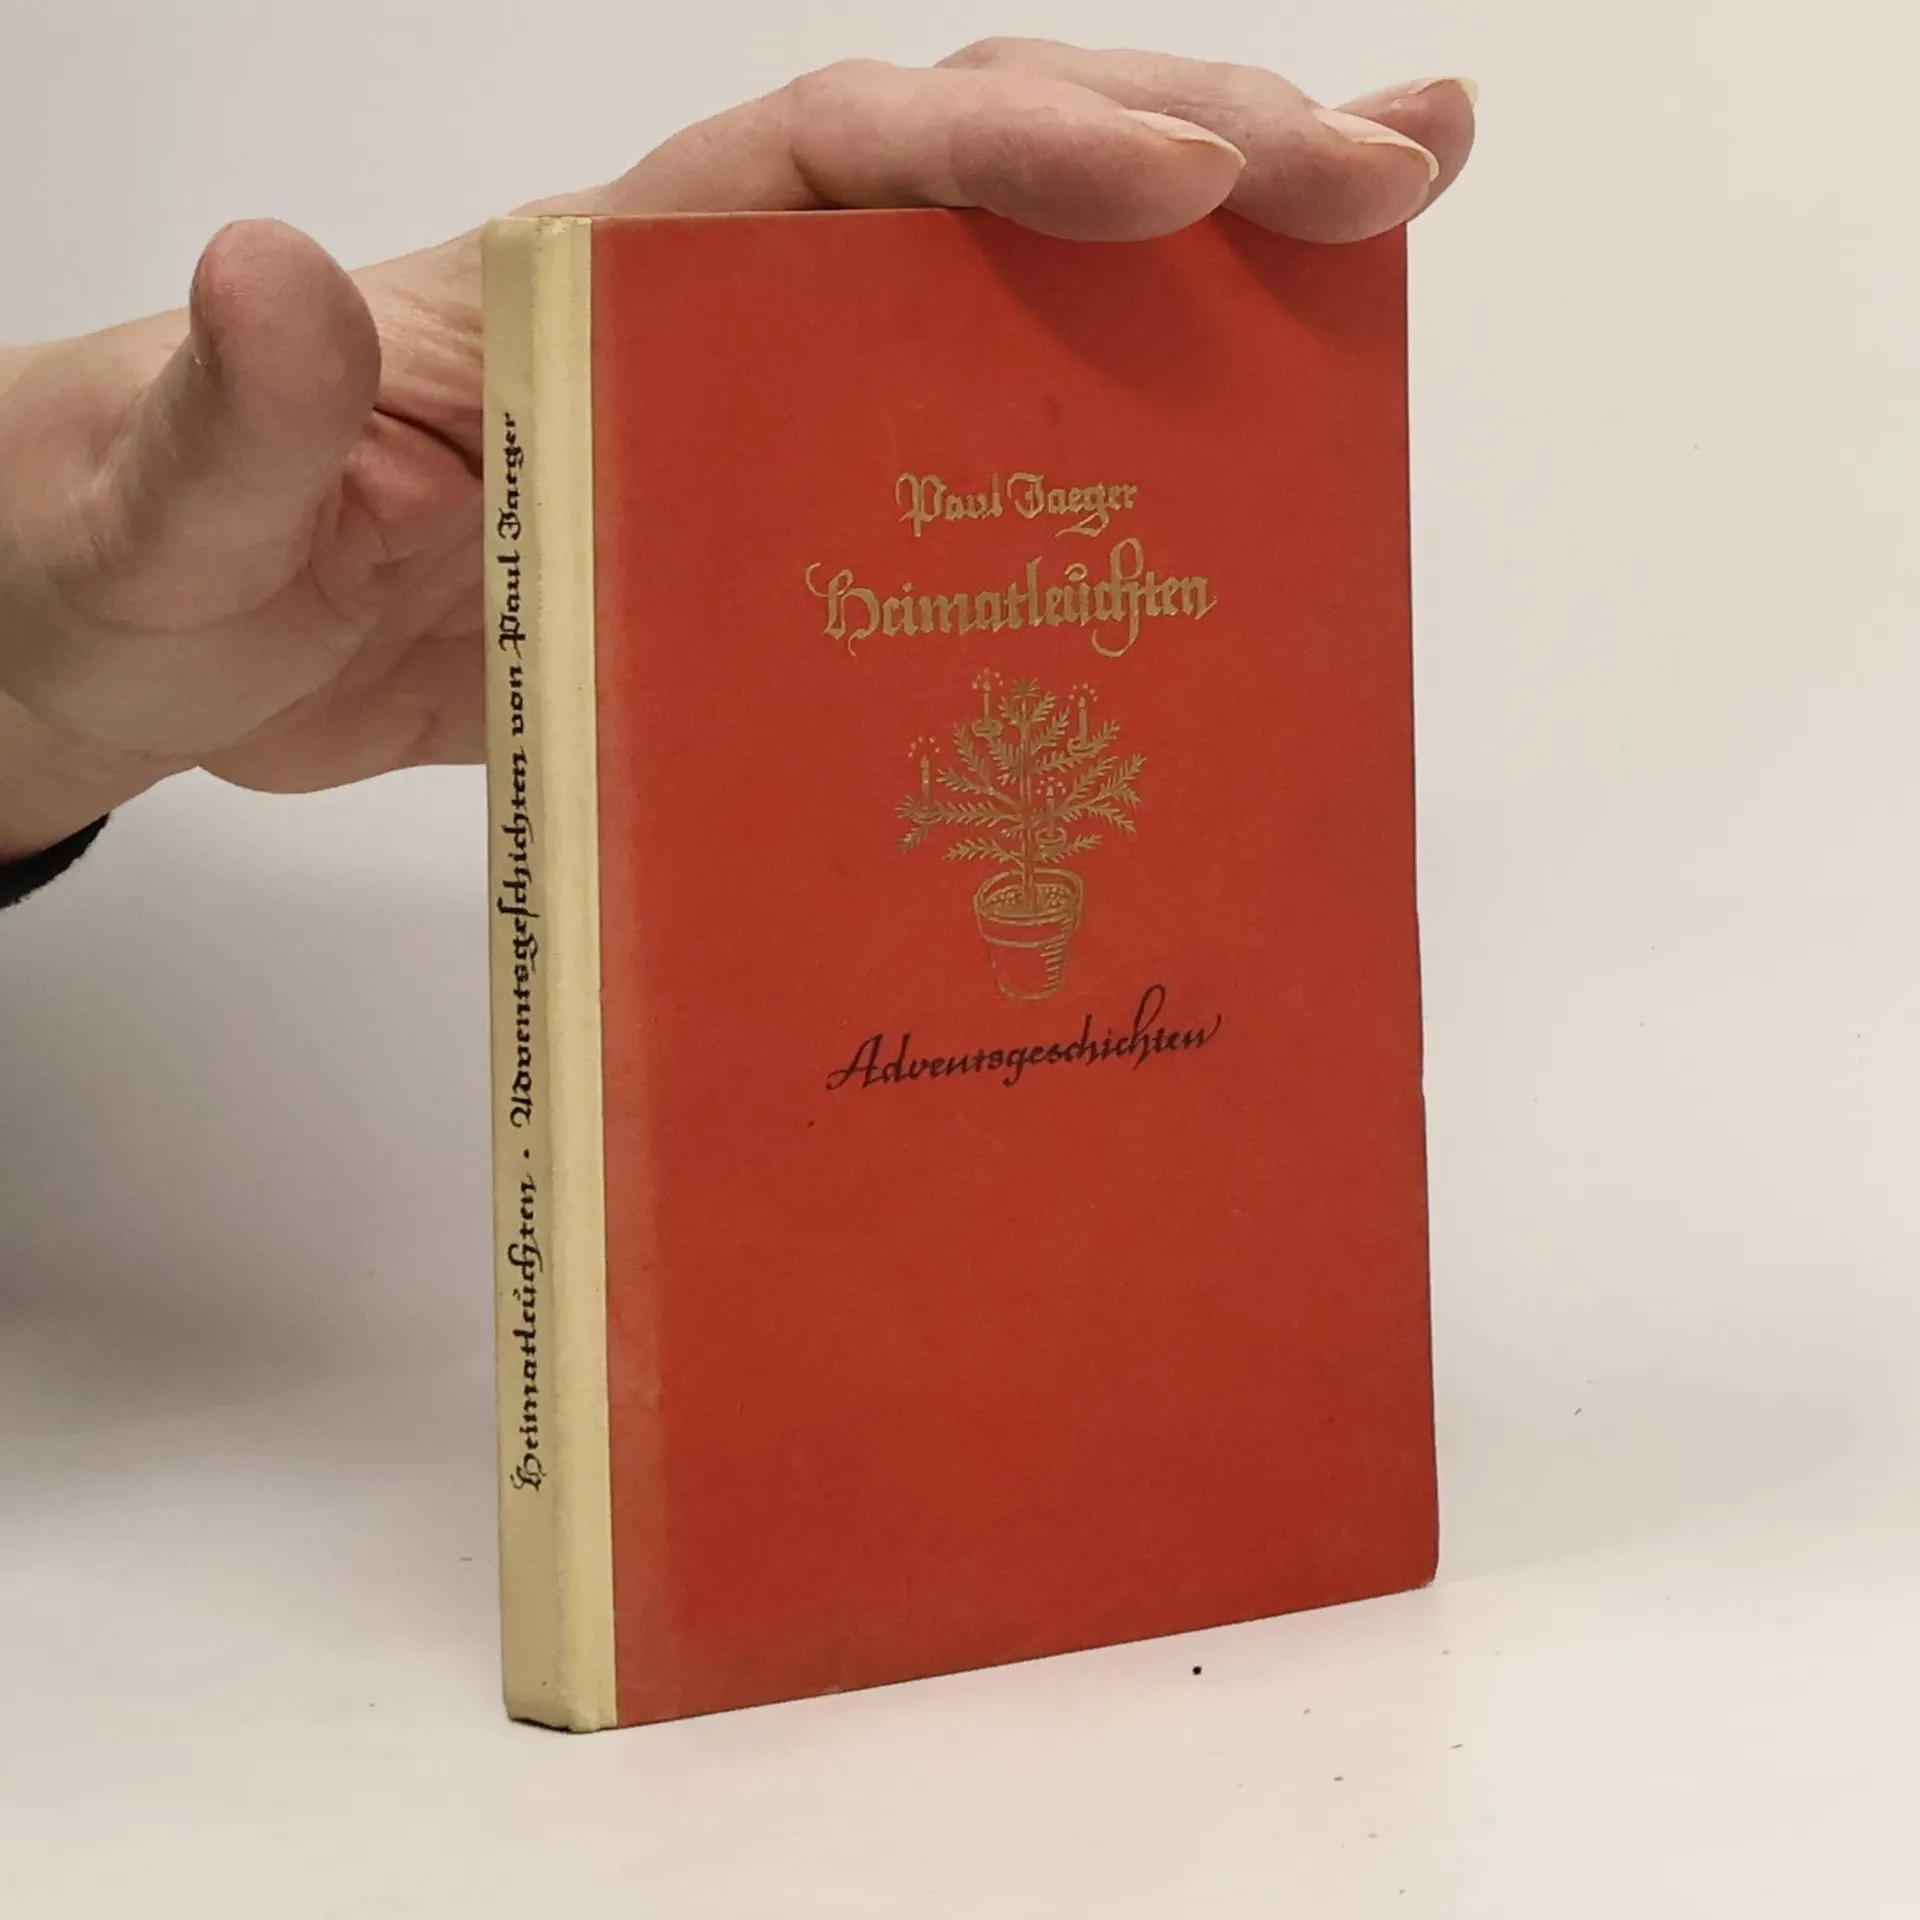 Paul Jaeger
Heimatleuchten
Adventsgeschichten
Heimatleuchten · Adventsgeschichten von Paul Jaeger